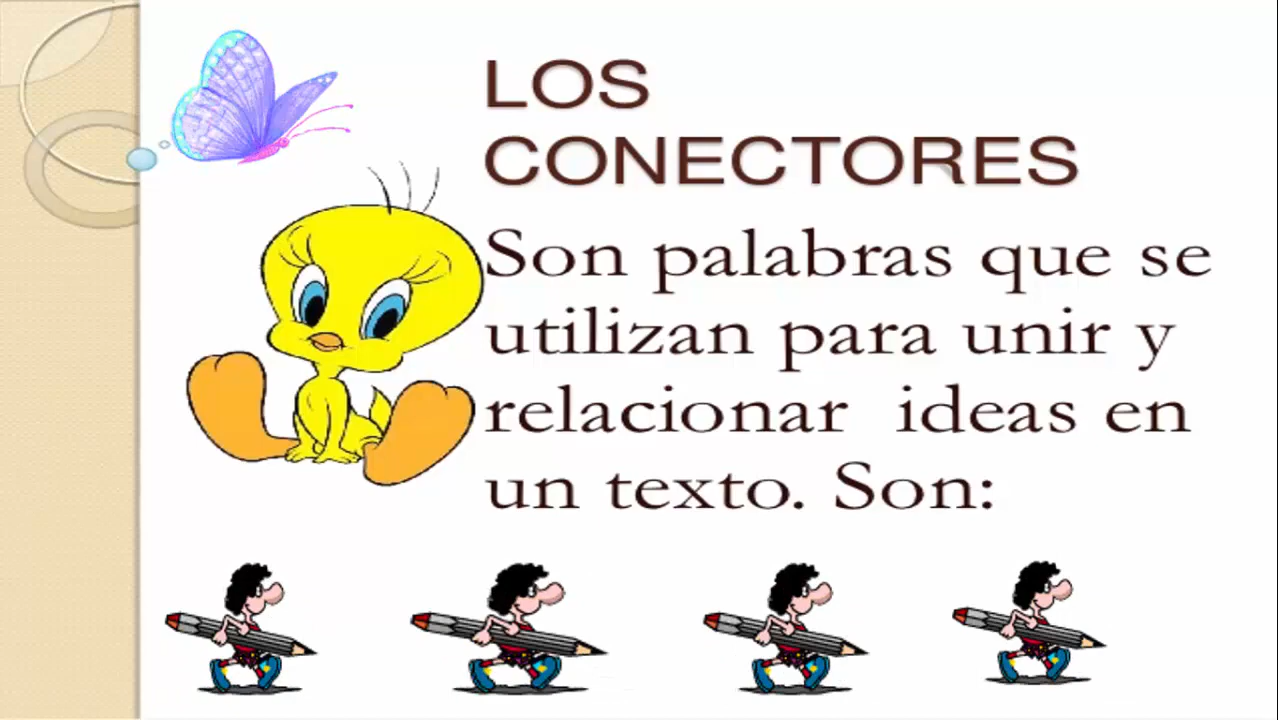 LOS
CONECTORES
Son palabras que se
utilizan para unir y
relacionar ideas en
un texto. Son: